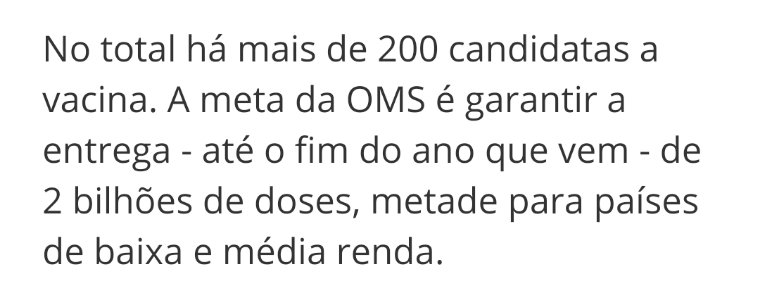 No total há mais de 200 candidatas a
vacina. A meta da OMS é garantir a
entrega - até o fim do ano que vem - de
2 bilhões de doses, metade para países
de baixa e média renda.